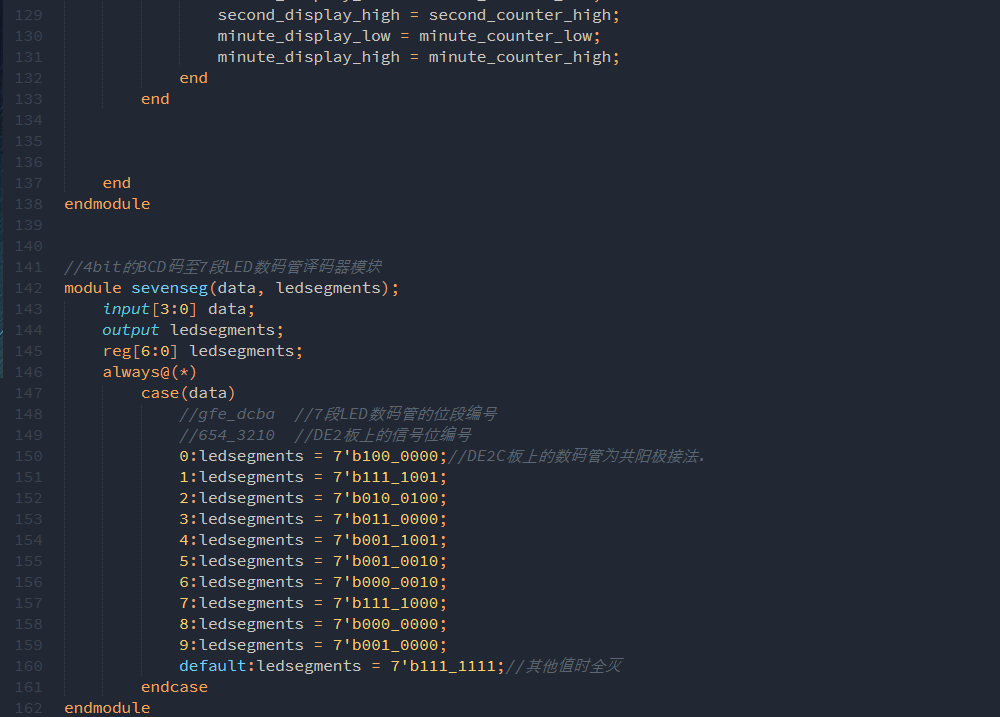 129 second_display_high = second_counter_high;
130 minute_display_low = minute_counter_low;
131 minute_display_high = minute_counter_high;
132 end
133 end
134
135
136
137 end
138 endmodule
139
140
141 //4bit的BCD码至7段LED数码管译码器模块
142 module sevenseg(data, ledsegments);
143 input[3:0] data;
144 output ledsegments;
145 reg[6:0] ledsegments;
146 always@(*)
147 case(data)
148 //gfe_dcba //7段LED数码管的位段编号
149 //654_3210 //DE2板上的信号位编号
150 0:ledsegments = 7'b100_0000;//DE2C板上的数码管为共阳极接法.
151 1:ledsegments = 7'b111_1001;
152 2:ledsegments = 7'b010_0100;
153 3:ledsegments = 7'b011_0000;
154 4:ledsegments = 7'b001_1001;
155 5:ledsegments = 7'b001_0010;
156 6:ledsegments = 7'b000_0010;
157 7:ledsegments = 7'b111_1000;
158 8:ledsegments = 7'b000_0000;
159 9:ledsegments = 7'b001_0000;
160 default:ledsegments = 7'b111_1111;//其他值时全灭
161 endcase
162 endmodule